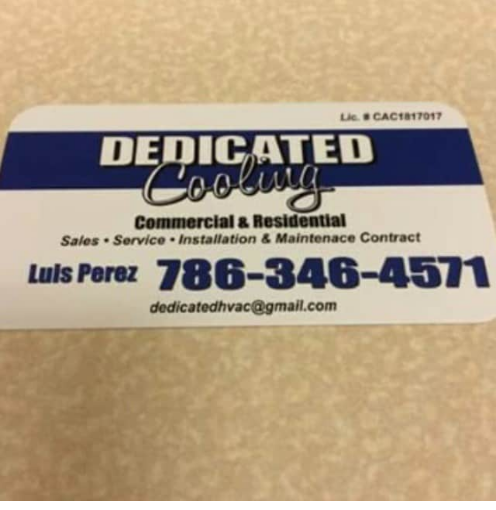 Lic. # CAC1817017
DEDICATED
Cooling
Commercial & Residential
Sales • Service • Installation & Maintenace Contract
Luis Perez 786-346-4571
dedicatedhvac@gmail.com